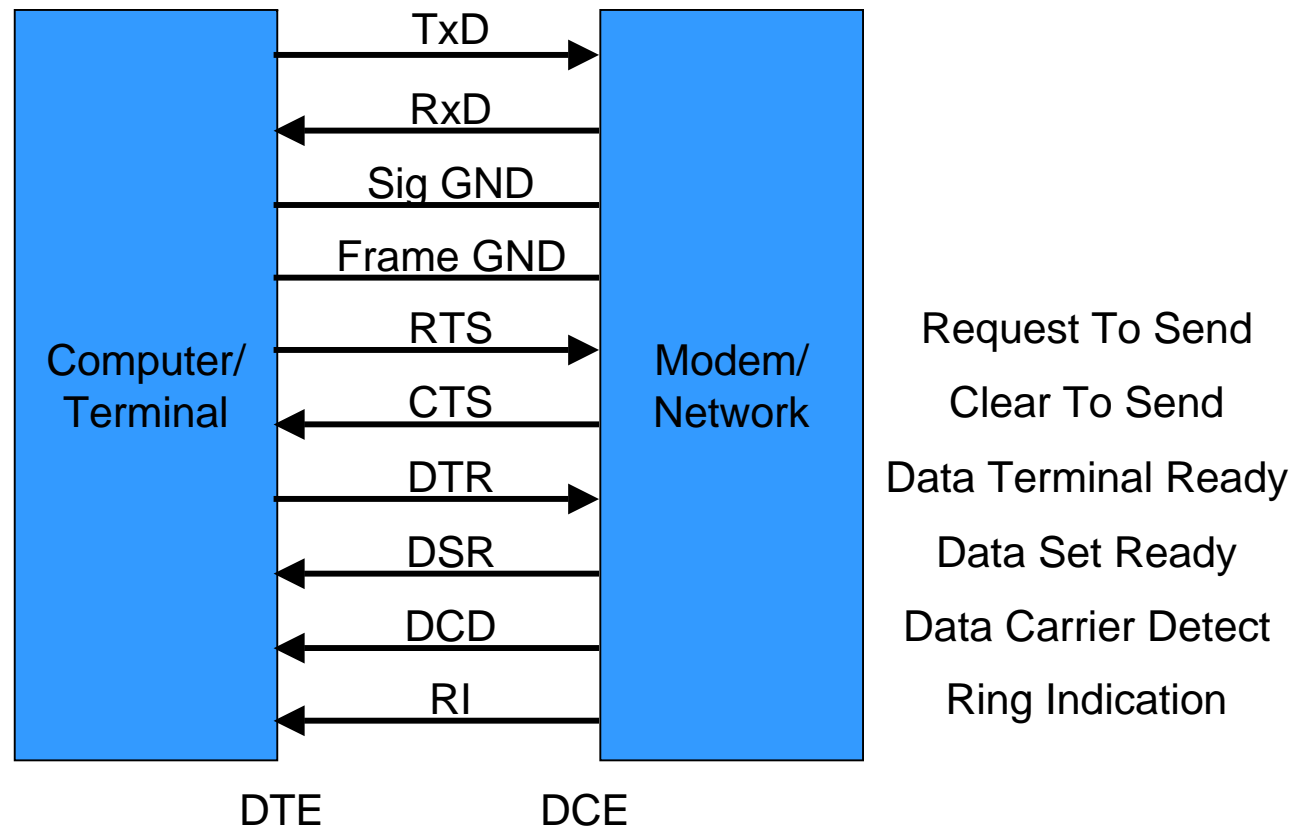 TxD
RxD
Sig GND
Frame GND
RTS
Request To Send
Computer/
Terminal
Modem/
Network
CTS
Clear To Send
DTR
Data Terminal Ready
DSR
Data Set Ready
DCD
Data Carrier Detect
RI
Ring Indication
DTE
DCE